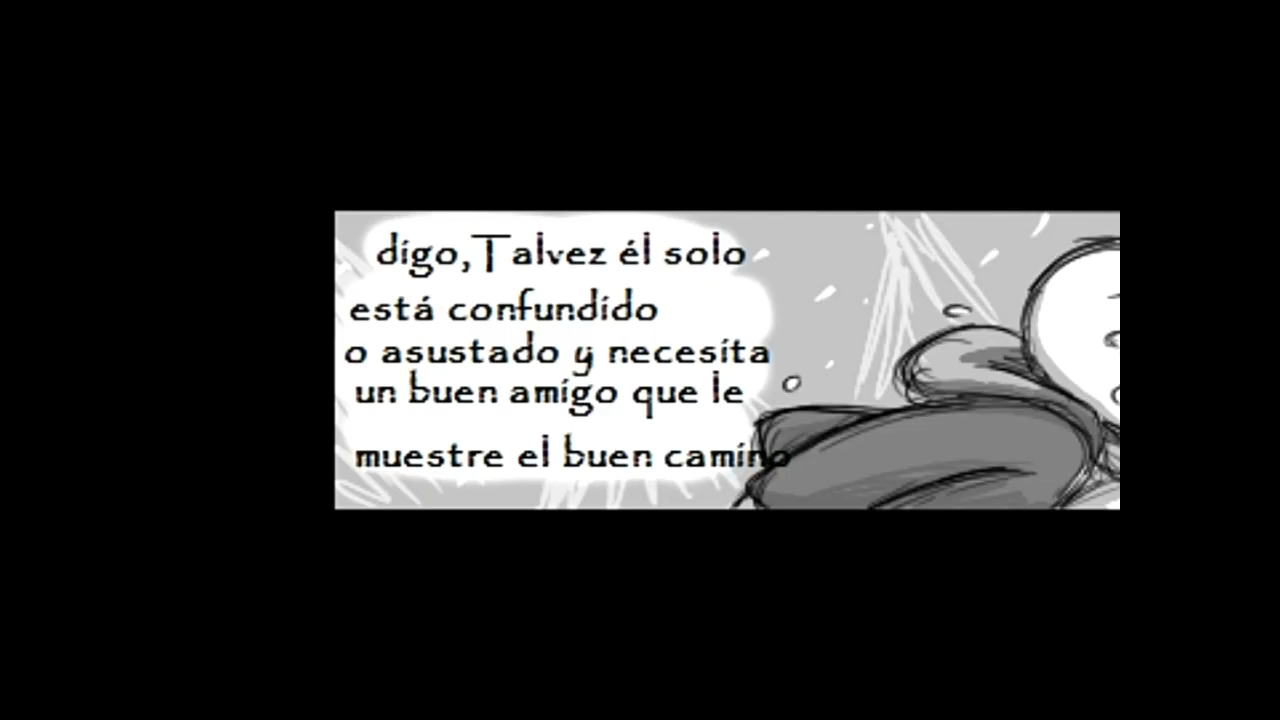 digo,Talvez él solo
está confundido
o asustado y necesita
un buen amigo que le
muestre el buen camino